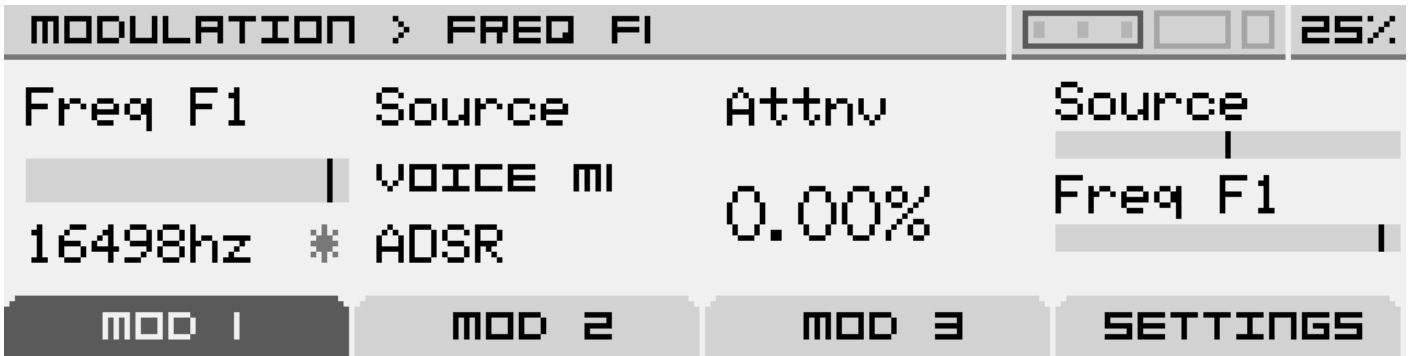 MODULATION > FREQ F1 25%
Freq F1 Source Attnv Source
VOICE M1 Freq F1
16498hz * ADSR 0.00%
MOD 1 MOD 2 MOD 3 SETTINGS